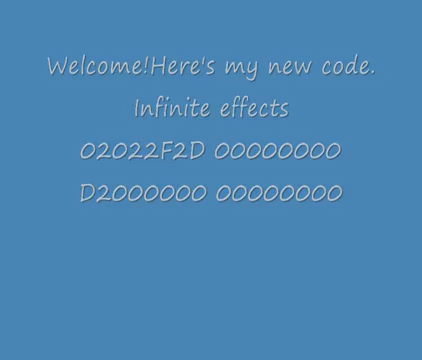 Welcome!Here's my new code.
Infinite effects
02022F2D 00000000
D2000000 00000000